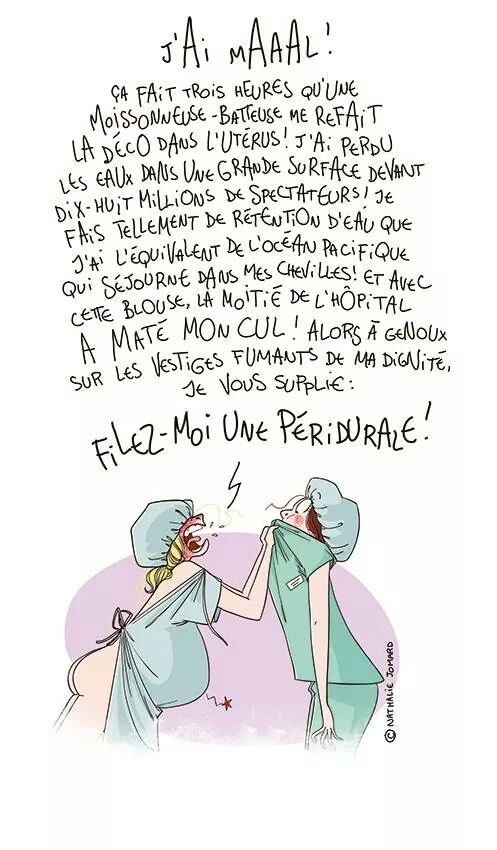 J'Ai mAAAL!
ÇA FAIT TROIS HEURES QU'UNE
MOISSONNEUSE-BATTEUSE ME REFAIT
LA DÉCO DANS L'UTÉRUS! J'AI PERDU
LES EAUX DANS UNE GRANDE SURFACE DEVANT
DIX-HUIT MILLIONS DE SPECTATEURS! JE
FAIS TELLEMENT DE RÉTENTION D'EAU QUE
J'AI L'ÉQUIVALENT DE L'OCÉAN PACIFIQUE
QUI SÉJOURNE DANS MES CHEVILLES! ET AVEC
CETTE BLOUSE, LA MOITIÉ DE L'HÔPITAL
A MATÉ MON CUL! ALORS À GENOUX
SUR LES VESTIGES FUMANTS DE MA DIGNITÉ,
JE VOUS SUPPLIE:
FILEZ-MOI UNE PÉRIDURALE!
© NATHALIE JOMARD